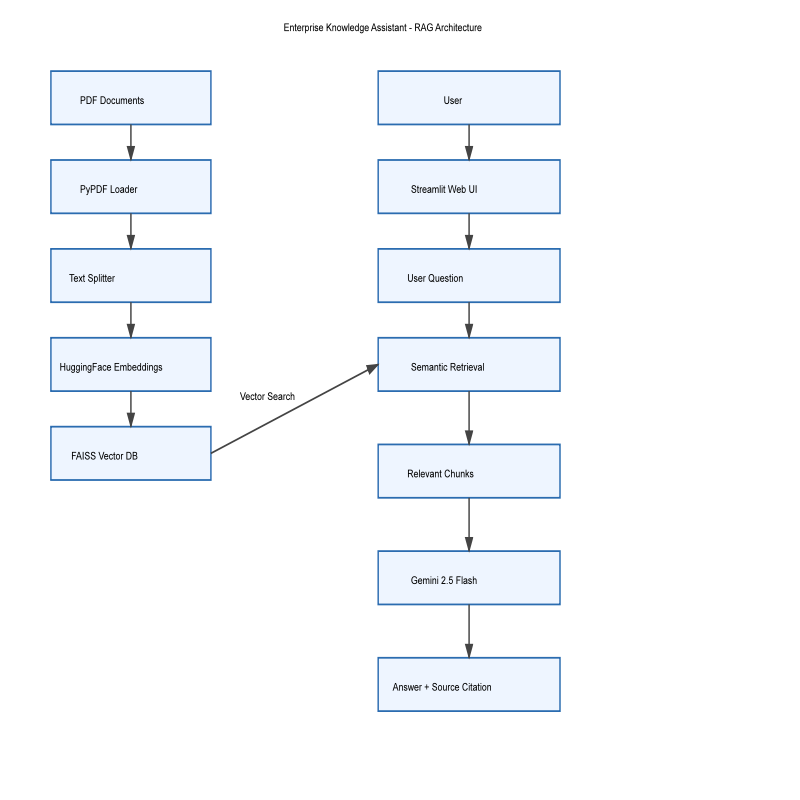 Enterprise Knowledge Assistant - RAG Architecture
PDF Documents
PyPDF Loader
Text Splitter
HuggingFace Embeddings
FAISS Vector DB
Vector Search
User
Streamlit Web UI
User Question
Semantic Retrieval
Relevant Chunks
Gemini 2.5 Flash
Answer + Source Citation